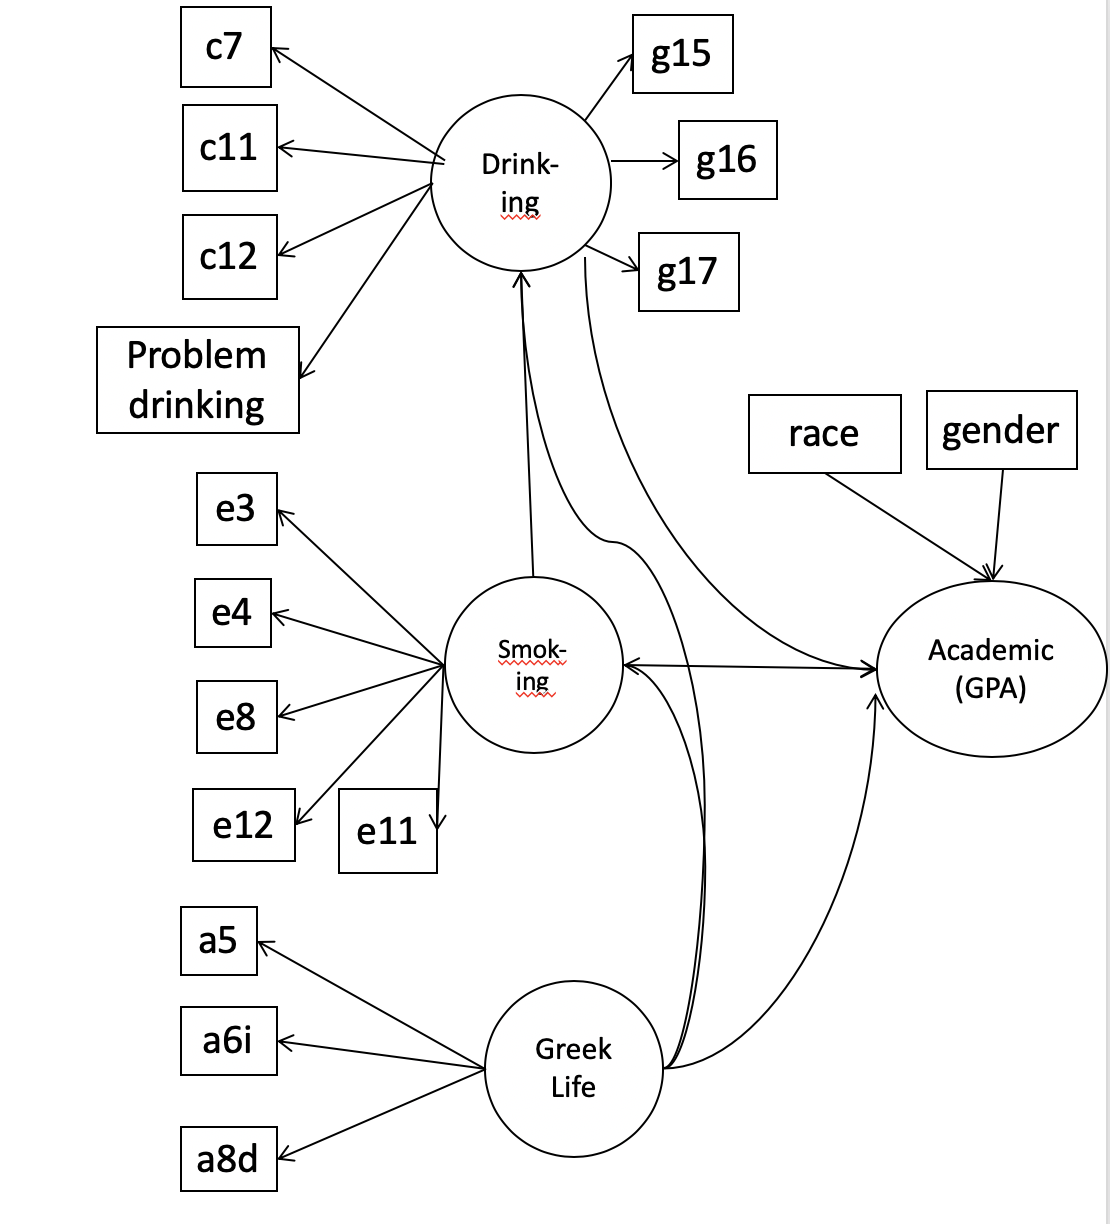 c7
g15
c11
Drink-
ing
g16
c12
g17
Problem
drinking
race
gender
e3
e4
Smok-
ing
Academic
(GPA)
e8
e12
e11
a5
a6i
Greek
Life
a8d